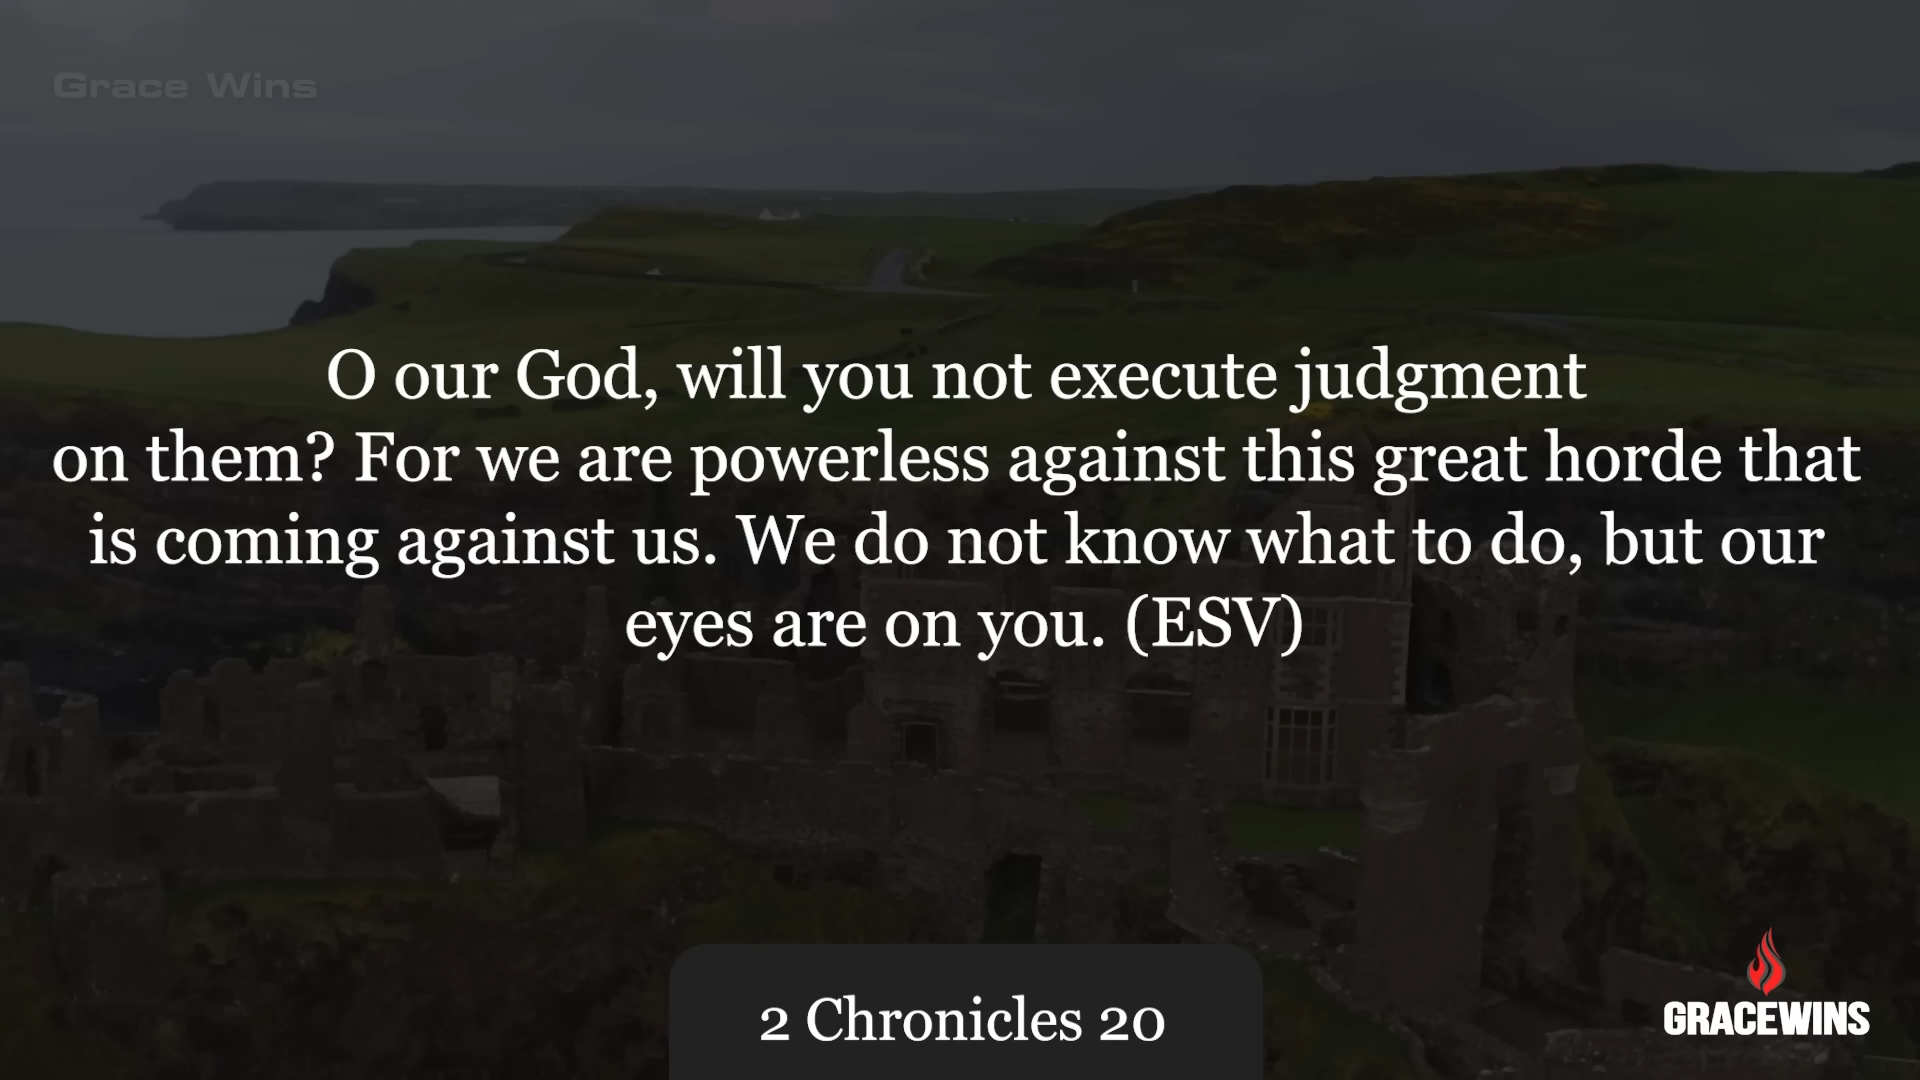 Grace Wins
O our God, will you not execute judgment
on them? For we are powerless against this great horde that
is coming against us. We do not know what to do, but our
eyes are on you. (ESV)
2 Chronicles 20
GRACEWINS